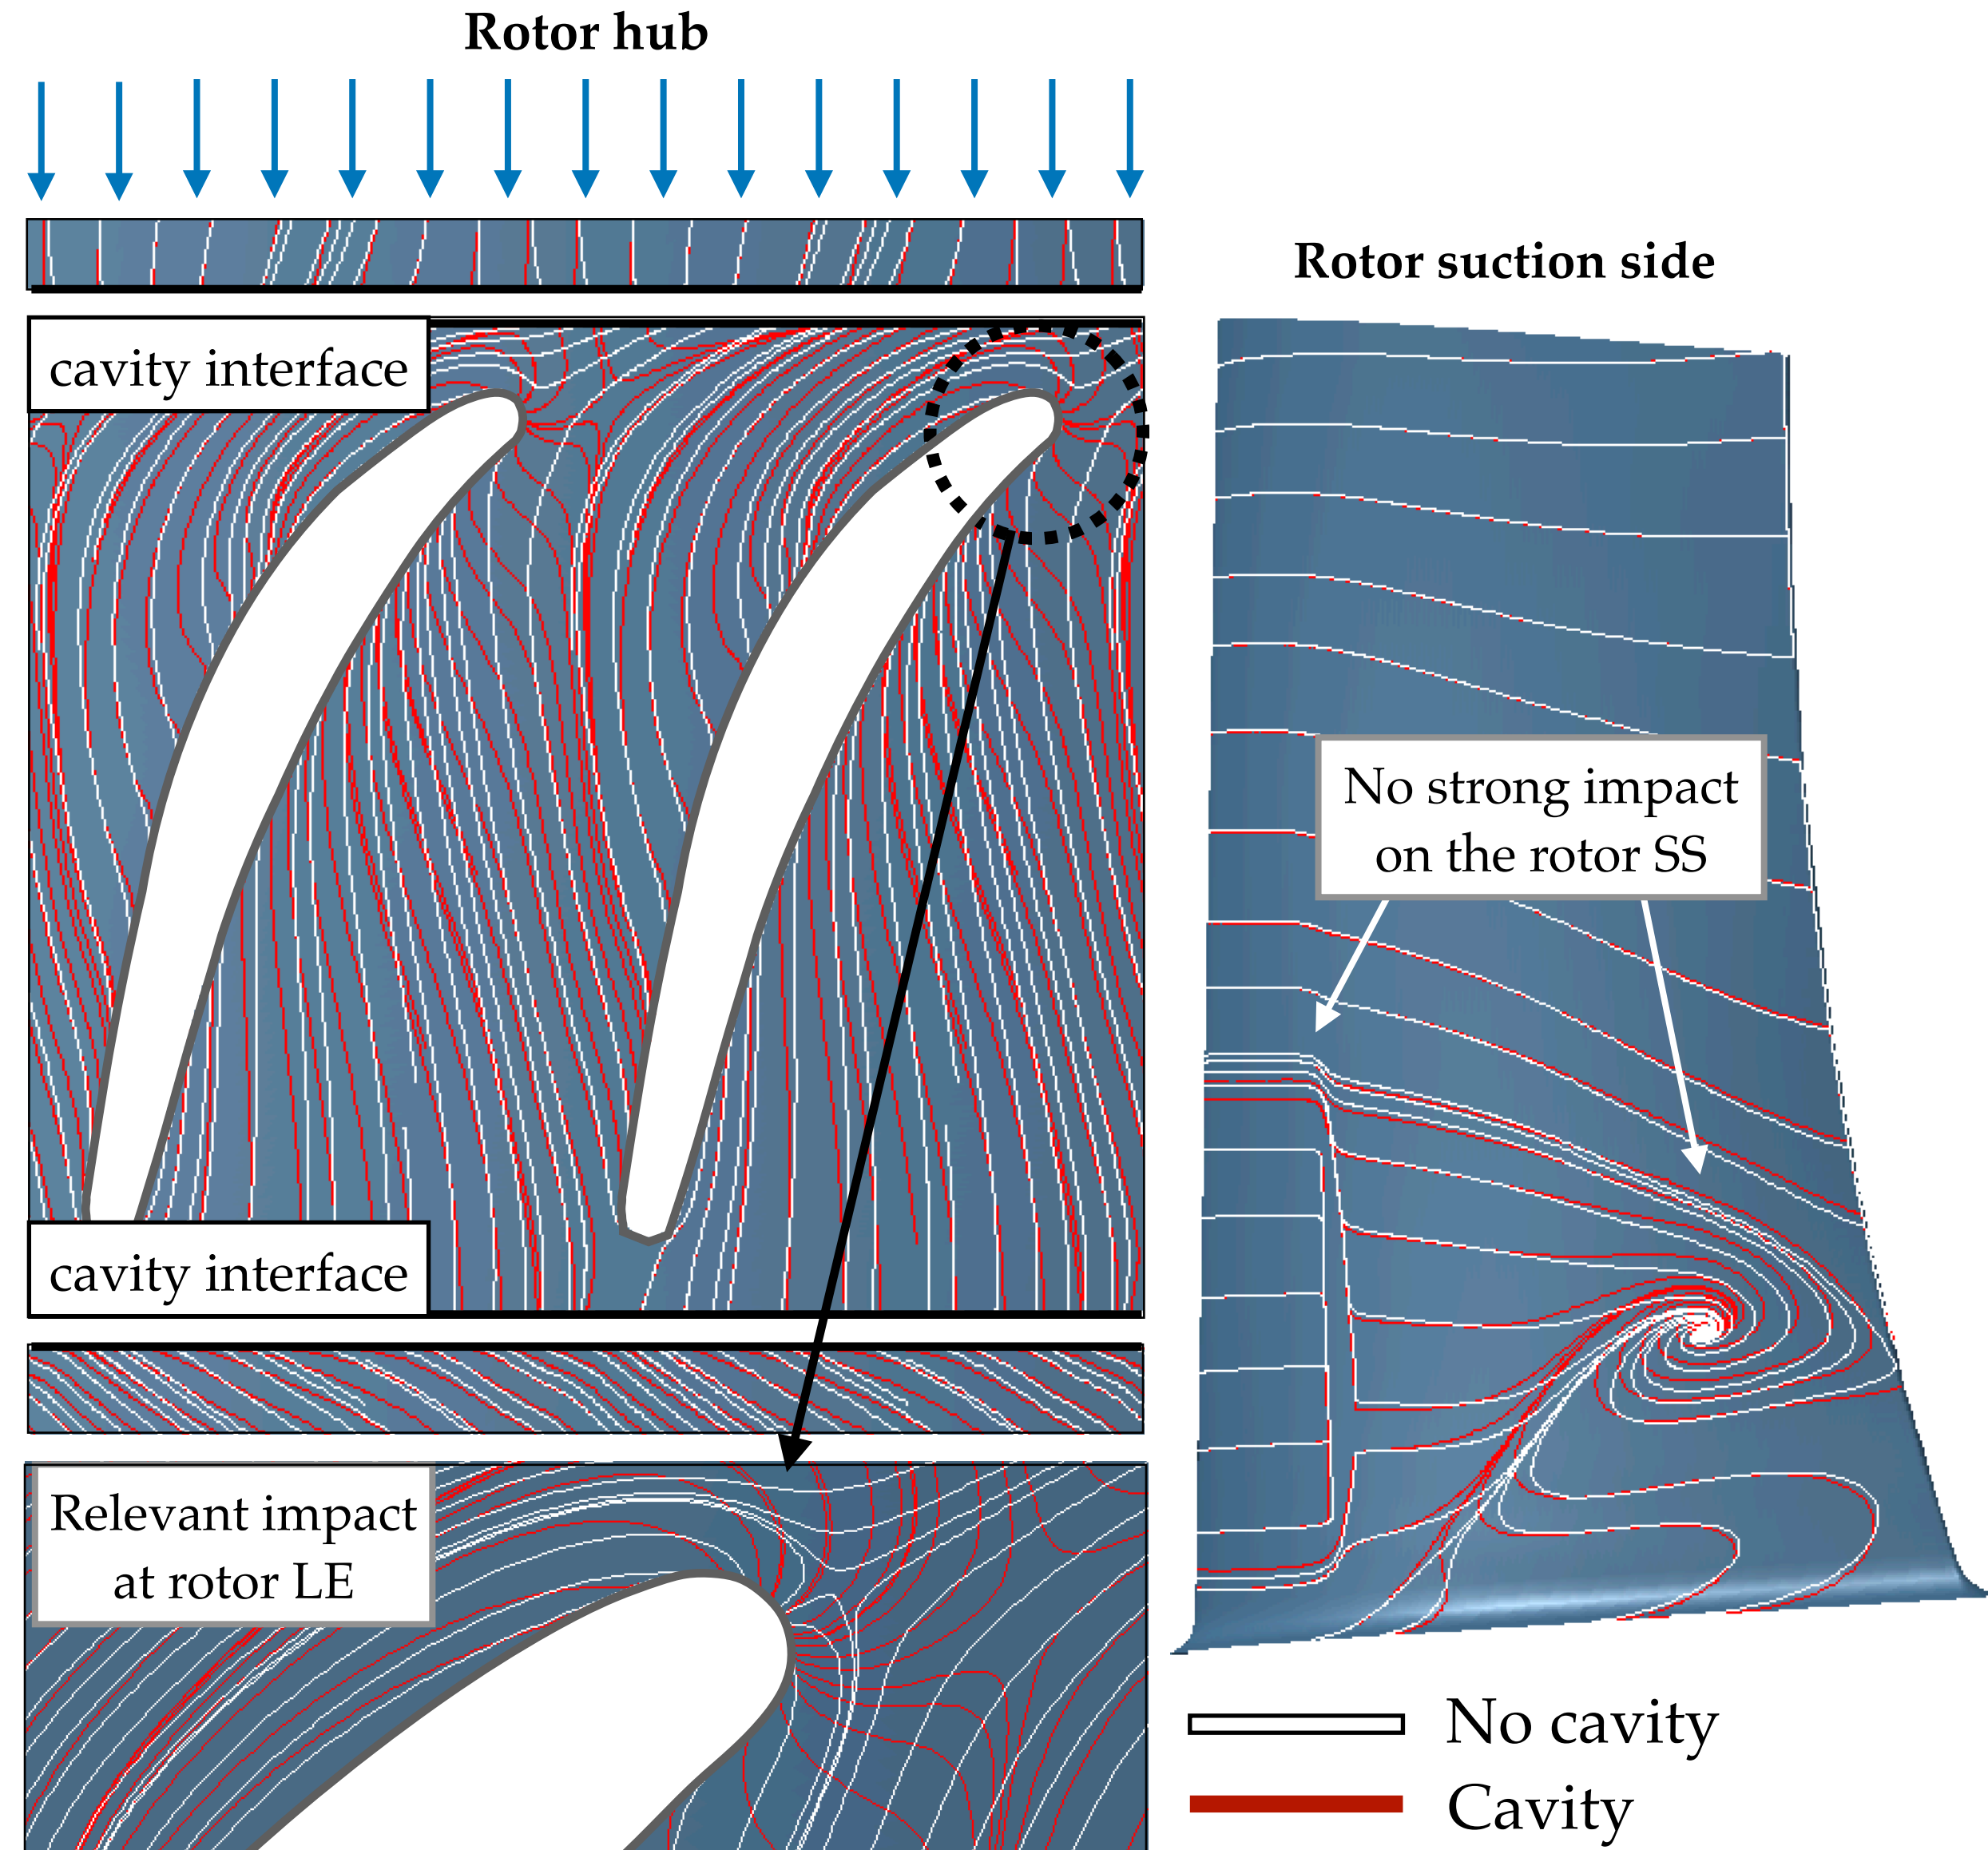 Rotor hub
Rotor suction side
cavity interface
No strong impact
on the rotor SS
cavity interface
Relevant impact
at rotor LE
No cavity
Cavity